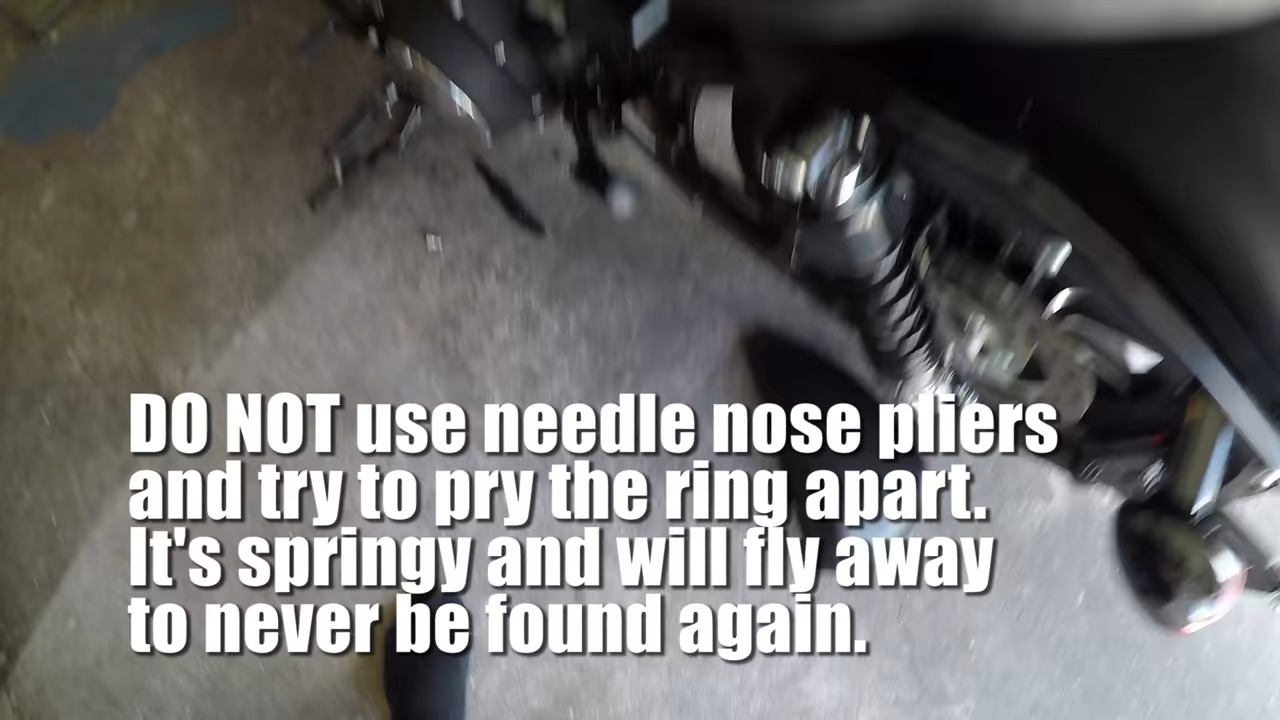 DO NOT use needle nose pliers
and try to pry the ring apart.
It's springy and will fly away
to never be found again.